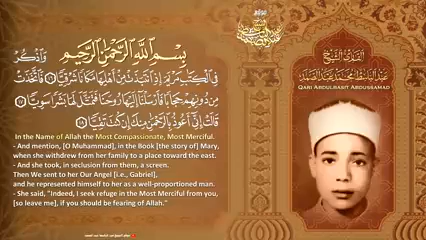 بِسْمِ ٱللَّهِ ٱلرَّحْمَٰنِ ٱلرَّحِيمِ وَٱذْكُرْ
فِى ٱلْكِتَٰبِ مَرْيَمَ إِذِ ٱنتَبَذَتْ مِنْ أَهْلِهَا مَكَانًا شَرْقِيًّا ۝ فَٱتَّخَذَتْ
مِن دُونِهِمْ حِجَابًا فَأَرْسَلْنَآ إِلَيْهَا رُوحَنَا فَتَمَثَّلَ لَهَا بَشَرًا سَوِيًّا ۝
قَالَتْ إِنِّىٓ أَعُوذُ بِٱلرَّحْمَٰنِ مِنكَ إِن كُنتَ تَقِيًّا ۝
In the Name of Allah the Most Compassionate, Most Merciful.
- And mention, [O Muhammad], in the Book [the story of] Mary,
when she withdrew from her family to a place toward the east.
- And she took, in seclusion from them, a screen.
Then We sent to her Our Angel [i.e., Gabriel],
and he represented himself to her as a well-proportioned man.
- She said, "Indeed, I seek refuge in the Most Merciful from you,
[so leave me], if you should be fearing of Allah."
القارئ الشيخ
عبد الباسط محمد عبد الصمد
Qari Abdulbasit Abdussamad